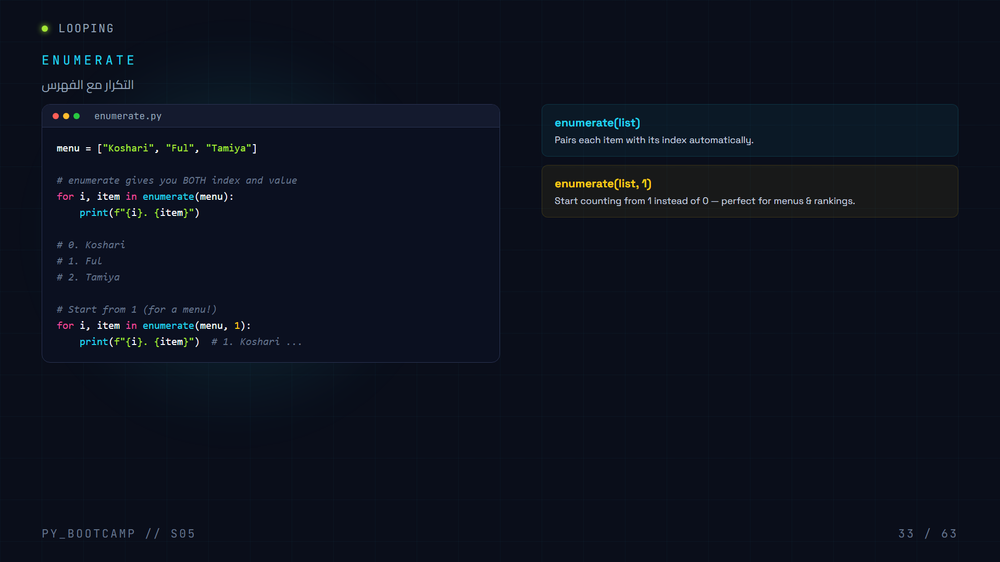 LOOPING
ENUMERATE
التكرار مع الفهرس
enumerate.py
menu = ["Koshari", "Ful", "Tamiya"]
# enumerate gives you BOTH index and value
for i, item in enumerate(menu):
    print(f"{i}. {item}")
# 0. Koshari
# 1. Ful
# 2. Tamiya
# Start from 1 (for a menu!)
for i, item in enumerate(menu, 1):
    print(f"{i}. {item}")  # 1. Koshari ...
enumerate(list)
Pairs each item with its index automatically.
enumerate(list, 1)
Start counting from 1 instead of 0 — perfect for menus & rankings.
PY_BOOTCAMP // S05
33 / 63